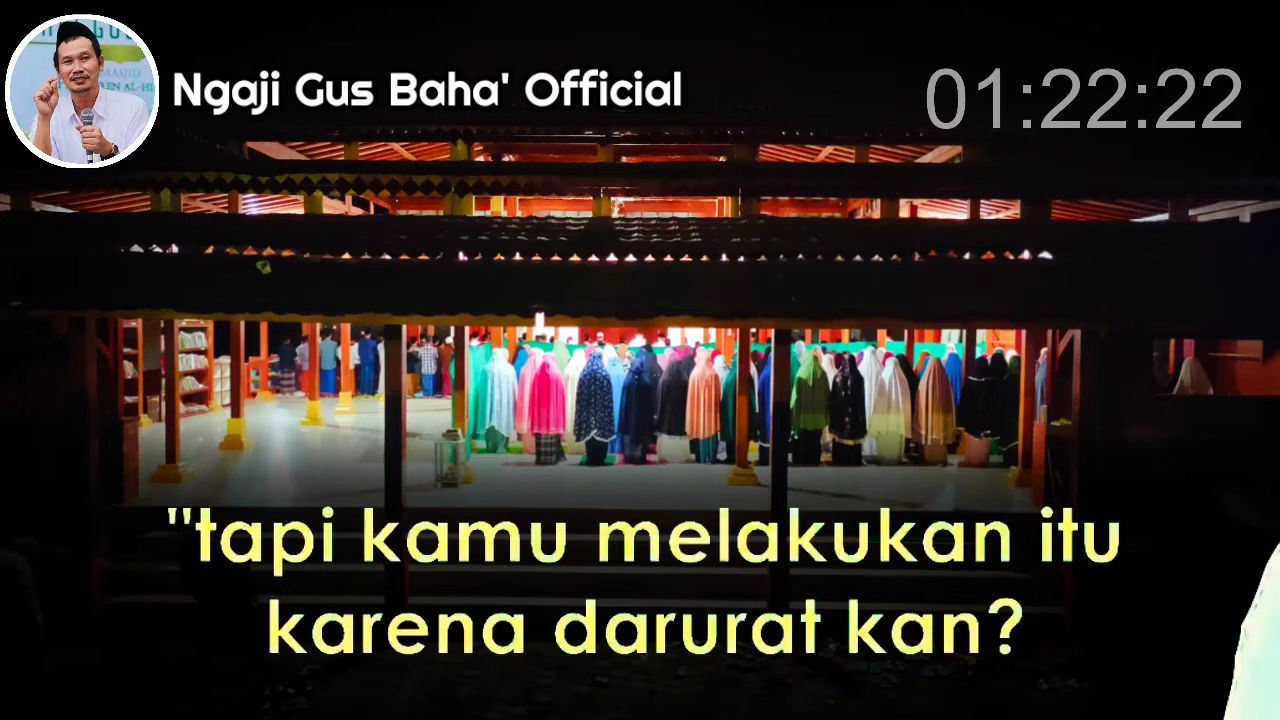 Ngaji Gus Baha' Official
01:22:22
"tapi kamu melakukan itu
karena darurat kan?